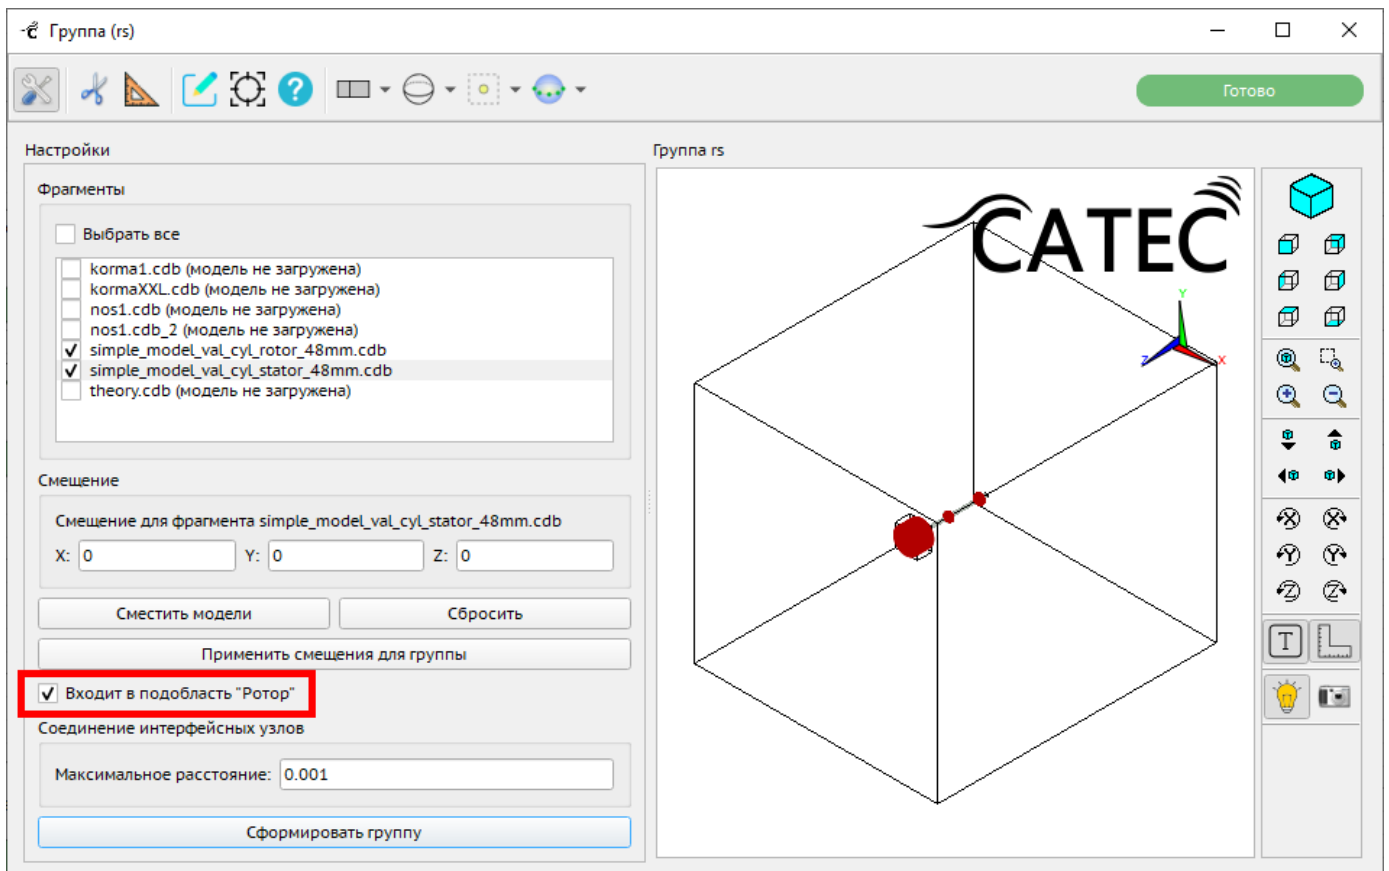 Группа (rs)
Готово
Настройки
Фрагменты
Выбрать все
korma1.cdb (модель не загружена)
kormaXXL.cdb (модель не загружена)
nos1.cdb (модель не загружена)
nos1.cdb_2 (модель не загружена)
simple_model_val_cyl_rotor_48mm.cdb
simple_model_val_cyl_stator_48mm.cdb
theory.cdb (модель не загружена)
Смещение
Смещение для фрагмента simple_model_val_cyl_stator_48mm.cdb
X: 0 Y: 0 Z: 0
Сместить модели Сбросить
Применить смещения для группы
Входит в подобласть "Ротор"
Соединение интерфейсных узлов
Максимальное расстояние: 0.001
Сформировать группу
Группа rs
CATEC
Y
Z X
X X
Y Y
Z Z
T